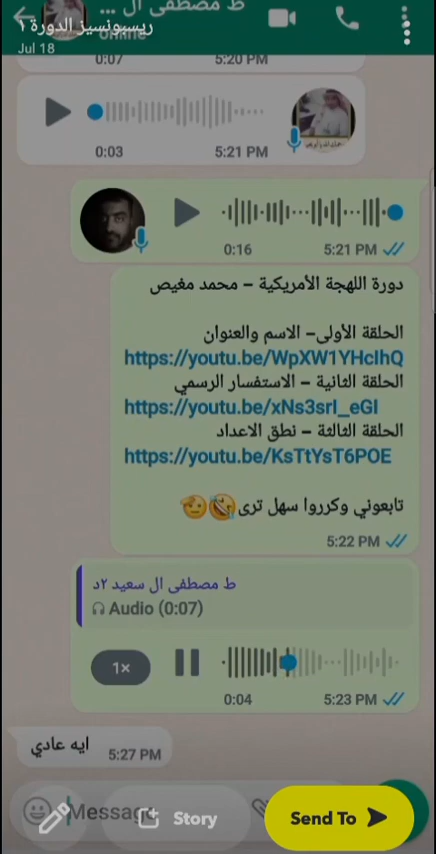 ط مصطفى ال ...
ريسبونسيز الدورة ١
online
Jul 18
0:07
5:20 PM
0:03
5:21 PM
0:16
5:21 PM
دورة اللهجة الأمريكية – محمد مغيص
الحلقة الأولى– الاسم والعنوان
https://youtu.be/WpXW1YHcIhQ
الحلقة الثانية – الاستفسار الرسمي
https://youtu.be/xNs3srI_eGI
الحلقة الثالثة – نطق الاعداد
https://youtu.be/KsTtYsT6POE
تابعوني وكرروا سهل ترى🤣🫡
5:22 PM
ط مصطفى ال سعيد ٢د
Audio (0:07)
1×
0:04
5:23 PM
ايه عادي
5:27 PM
Message
Story
Send To